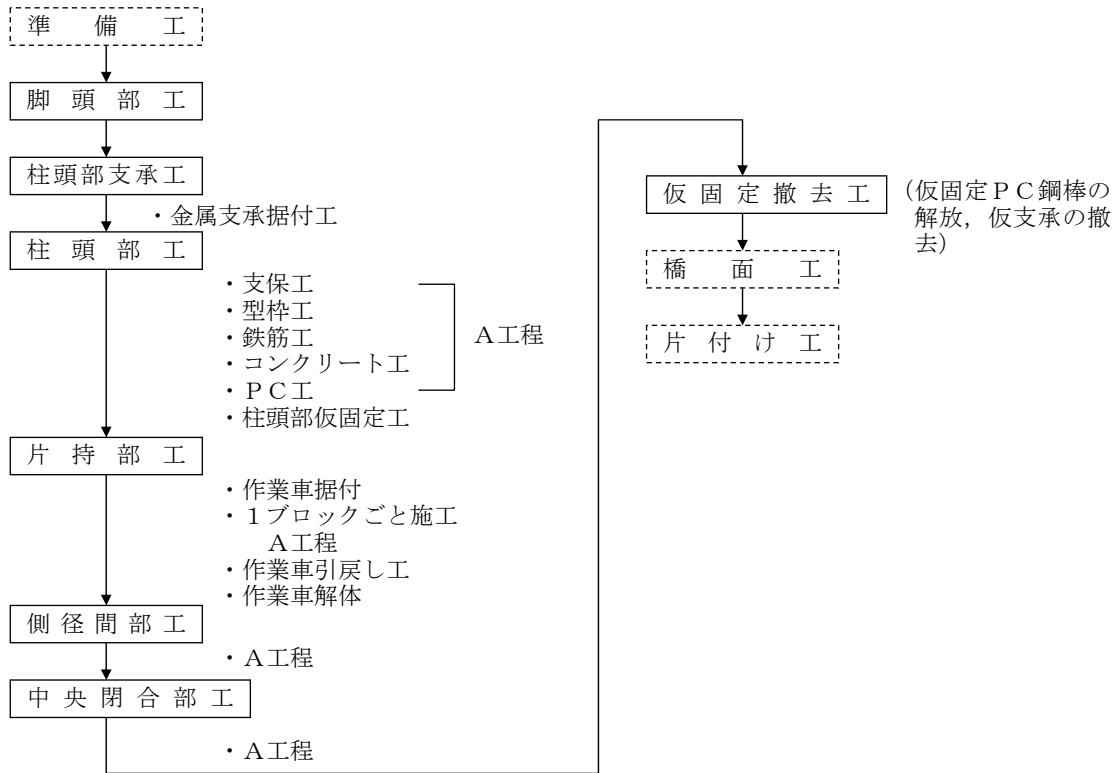 準備工
脚頭部工
柱頭部支承工
・金属支承据付工
柱頭部工
・支保工
・型枠工
・鉄筋工
・コンクリート工
・ＰＣ工
Ａ工程
・柱頭部仮固定工
片持部工
・作業車据付
・１ブロックごと施工
Ａ工程
・作業車引戻し工
・作業車解体
側径間部工
・Ａ工程
中央閉合部工
・Ａ工程
仮固定撤去工
（仮固定ＰＣ鋼棒の
解放，仮支承の撤
去）
橋面工
片付け工